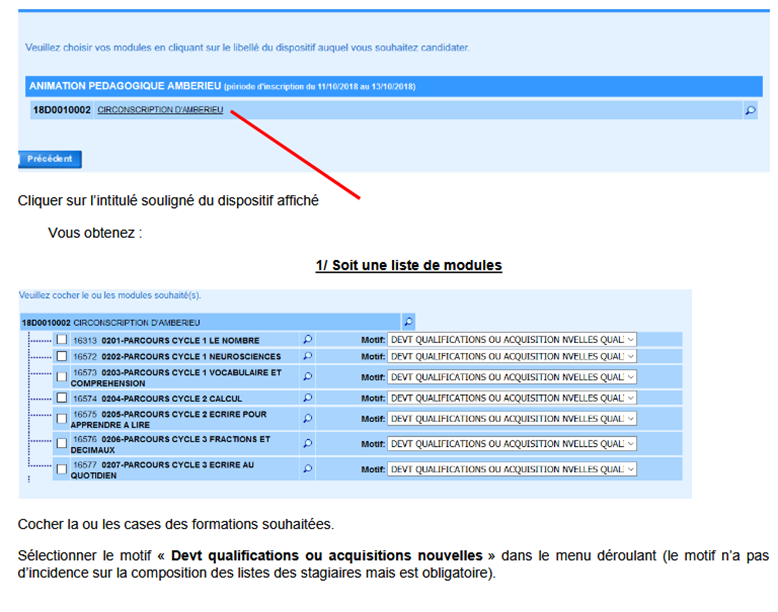 Veuillez choisir vos modules en cliquant sur le libellé du dispositif auquel vous souhaitez candidater.
ANIMATION PEDAGOGIQUE AMBERIEU (période d'inscription du 11/10/2018 au 13/10/2018)
18D0010002 CIRCONSCRIPTION D'AMBERIEU
Précédent
Cliquer sur l'intitulé souligné du dispositif affiché
Vous obtenez :
1/ Soit une liste de modules
Veuillez cocher le ou les modules souhaité(s).
18D0010002 CIRCONSCRIPTION D'AMBERIEU
16313 0201-PARCOURS CYCLE 1 LE NOMBRE Motif: DEVT QUALIFICATIONS OU ACQUISITION NVELLES QUAL
16572 0202-PARCOURS CYCLE 1 NEUROSCIENCES Motif: DEVT QUALIFICATIONS OU ACQUISITION NVELLES QUAL
16573 0203-PARCOURS CYCLE 1 VOCABULAIRE ET
COMPREHENSION Motif: DEVT QUALIFICATIONS OU ACQUISITION NVELLES QUAL
16574 0204-PARCOURS CYCLE 2 CALCUL Motif: DEVT QUALIFICATIONS OU ACQUISITION NVELLES QUAL
16575 0205-PARCOURS CYCLE 2 ECRIRE POUR
APPRENDRE A LIRE Motif: DEVT QUALIFICATIONS OU ACQUISITION NVELLES QUAL
16576 0206-PARCOURS CYCLE 3 FRACTIONS ET
DECIMAUX Motif: DEVT QUALIFICATIONS OU ACQUISITION NVELLES QUAL
16577 0207-PARCOURS CYCLE 3 ECRIRE AU
QUOTIDIEN Motif: DEVT QUALIFICATIONS OU ACQUISITION NVELLES QUAL
Cocher la ou les cases des formations souhaitées.
Sélectionner le motif « Devt qualifications ou acquisitions nouvelles » dans le menu déroulant (le motif n'a pas
d'incidence sur la composition des listes des stagiaires mais est obligatoire).